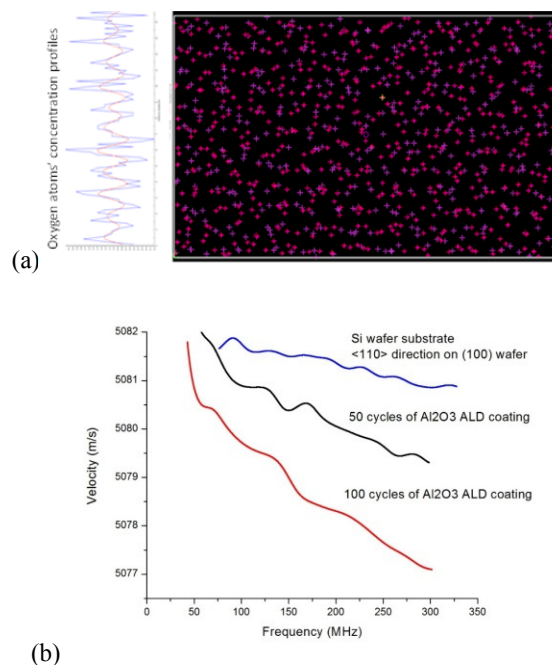 Oxygen atoms' concentration profiles
(a)
5082
5081
5080
5079
5078
5077
Velocity (m/s)
Si wafer substrate
<110> direction on (100) wafer
50 cycles of Al2O3 ALD coating
100 cycles of Al2O3 ALD coating
0 50 100 150 200 250 300 350
Frequency (MHz)
(b)